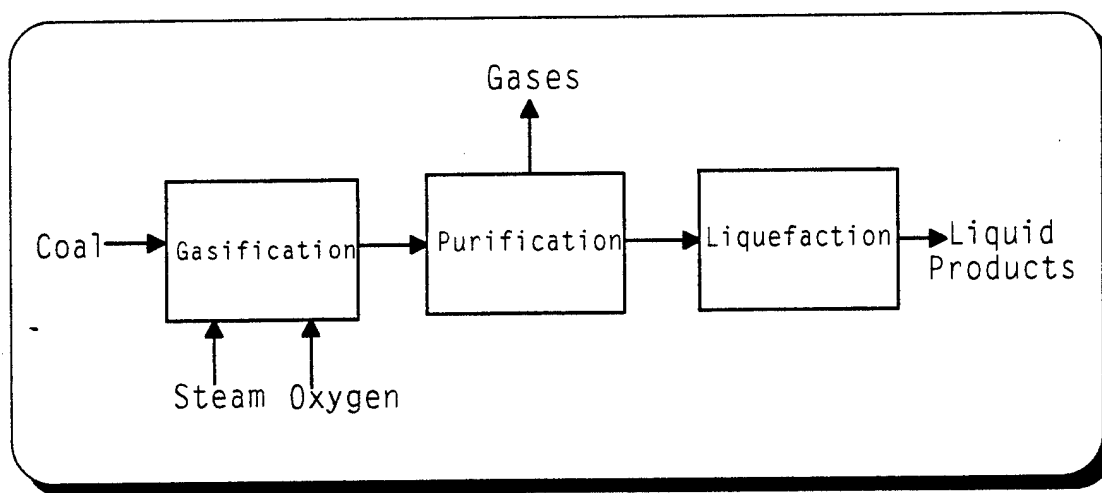 Gases
Coal
Gasification
Purification
Liquefaction
Liquid
Products
Steam
Oxygen